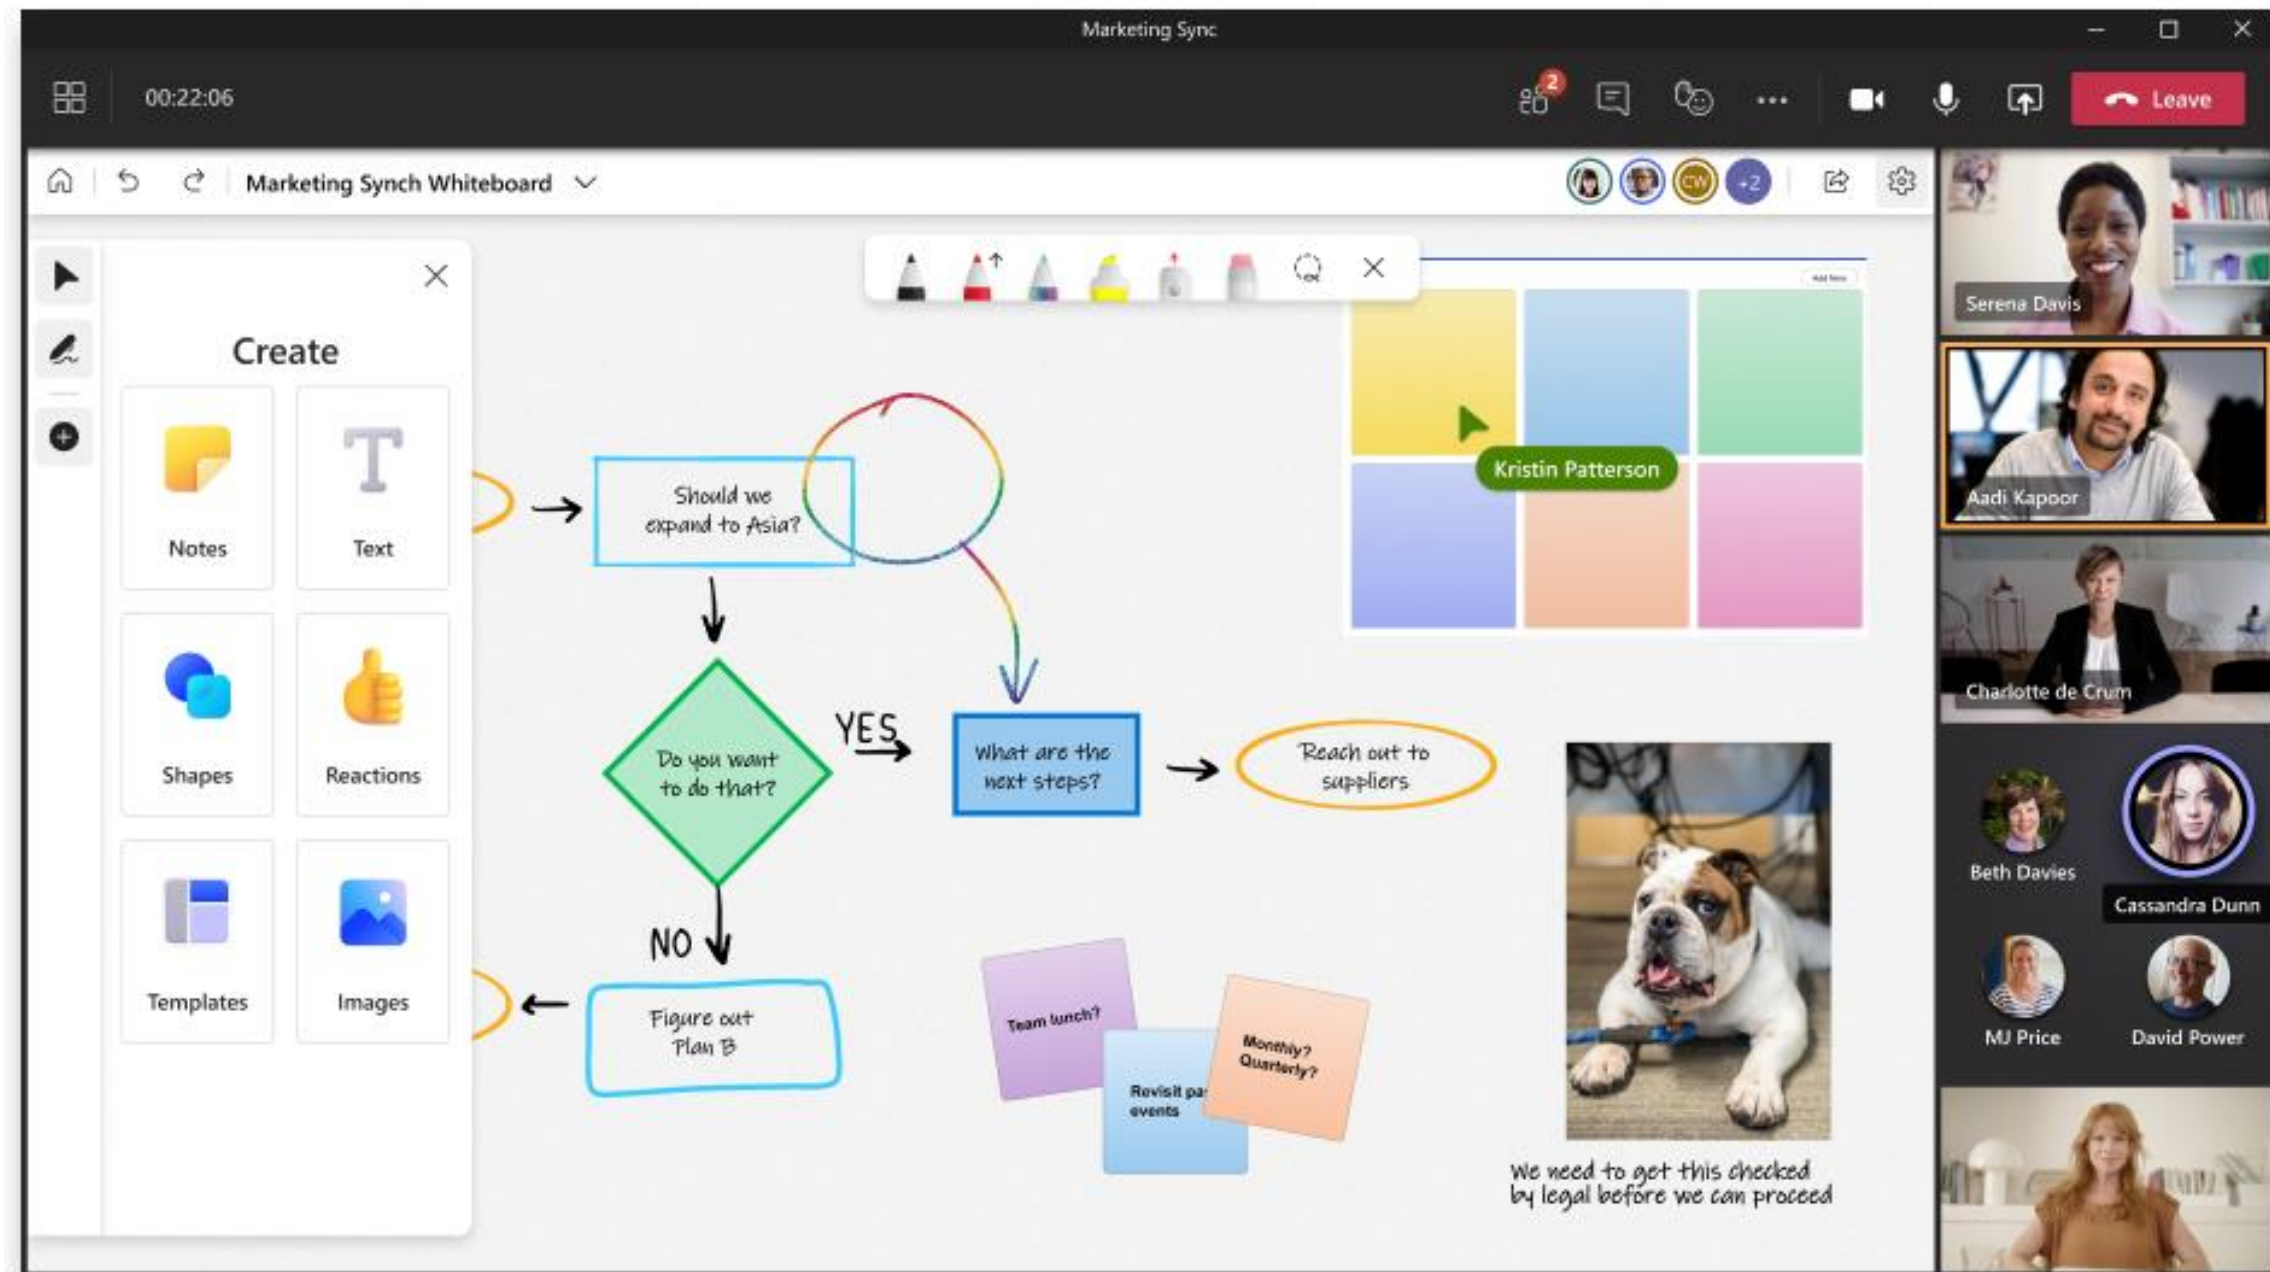 Marketing Sync
00:22:06
2
Leave
Marketing Synch Whiteboard
CW
+2
Create
Notes
Text
Shapes
Reactions
Templates
Images
Should we
expand to Asia?
Do you want
to do that?
YES
NO
What are the
next steps?
Reach out to
suppliers
Figure out
Plan B
Kristin Patterson
Team lunch?
Revisit pa
events
Monthly?
Quarterly?
We need to get this checked
by legal before we can proceed
Serena Davis
Aadi Kapoor
Charlotte de Crum
Beth Davies
Cassandra Dunn
MJ Price
David Power